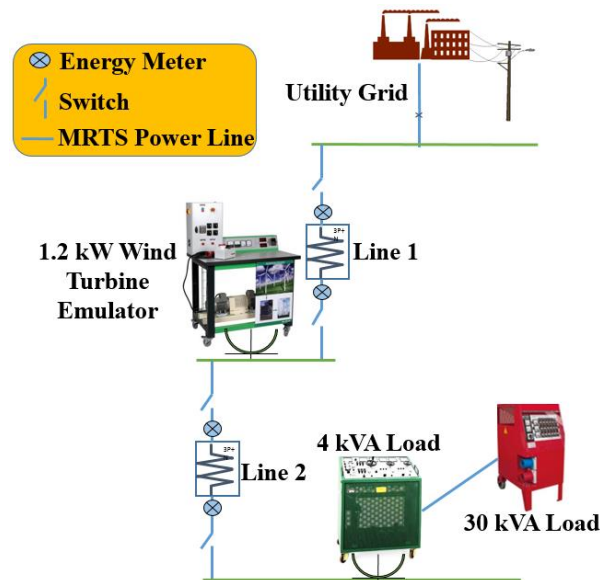 Energy Meter
Switch
MRTS Power Line
Utility Grid
3P+
Line 1
1.2 kW Wind
Turbine
Emulator
3P+
Line 2
4 kVA Load
30 kVA Load